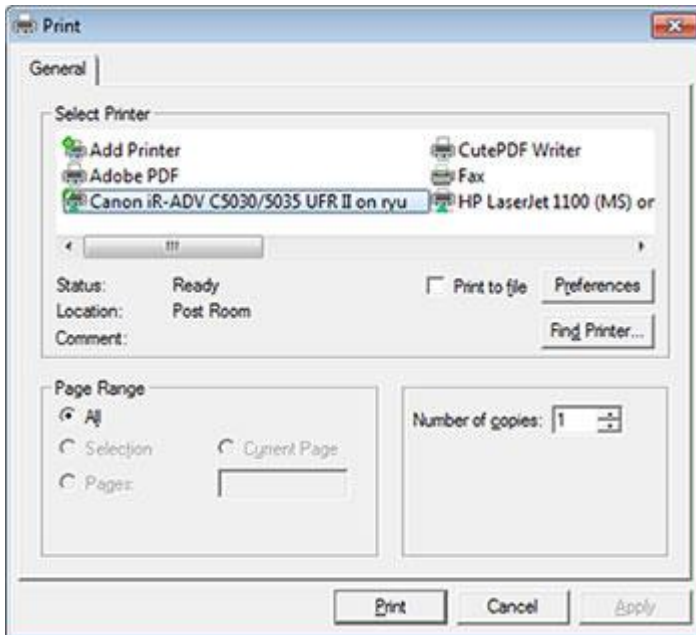 Print
General
Select Printer
Add Printer
CutePDF Writer
Adobe PDF
Fax
Canon iR-ADV C5030/5035 UFR II on ryu
HP LaserJet 1100 (MS) or
Status: Ready
Print to file
Preferences
Location: Post Room
Comment:
Find Printer...
Page Range
All
Selection
Current Page
Pages:
Number of copies: 1
Print
Cancel
Apply